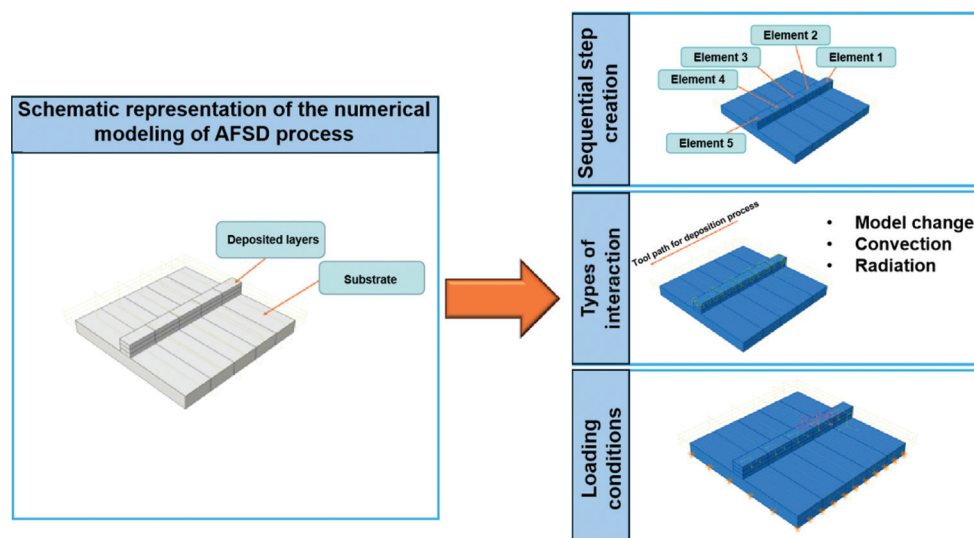 Schematic representation of the numerical
modeling of AFSD process
Deposited layers
Substrate
Sequential step
creation
Element 2
Element 3
Element 1
Element 4
Element 5
Types of
interaction
Tool path for deposition process
• Model change
• Convection
• Radiation
Loading
conditions